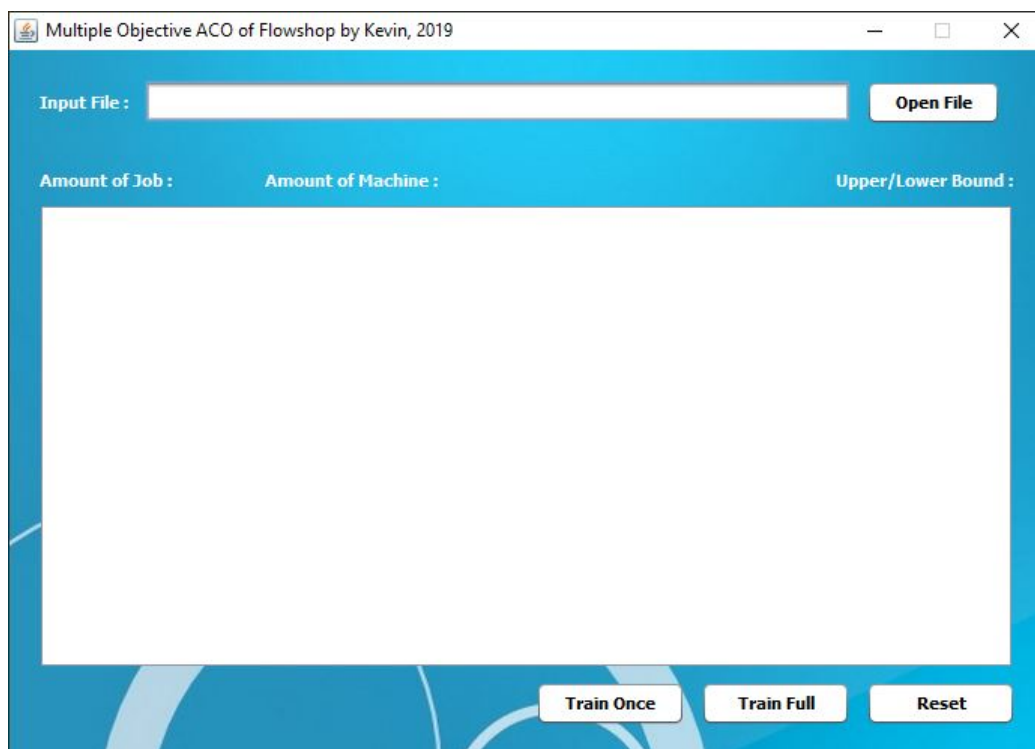 Multiple Objective ACO of Flowshop by Kevin, 2019
Input File :
Open File
Amount of Job : Amount of Machine : Upper/Lower Bound :
Train Once Train Full Reset